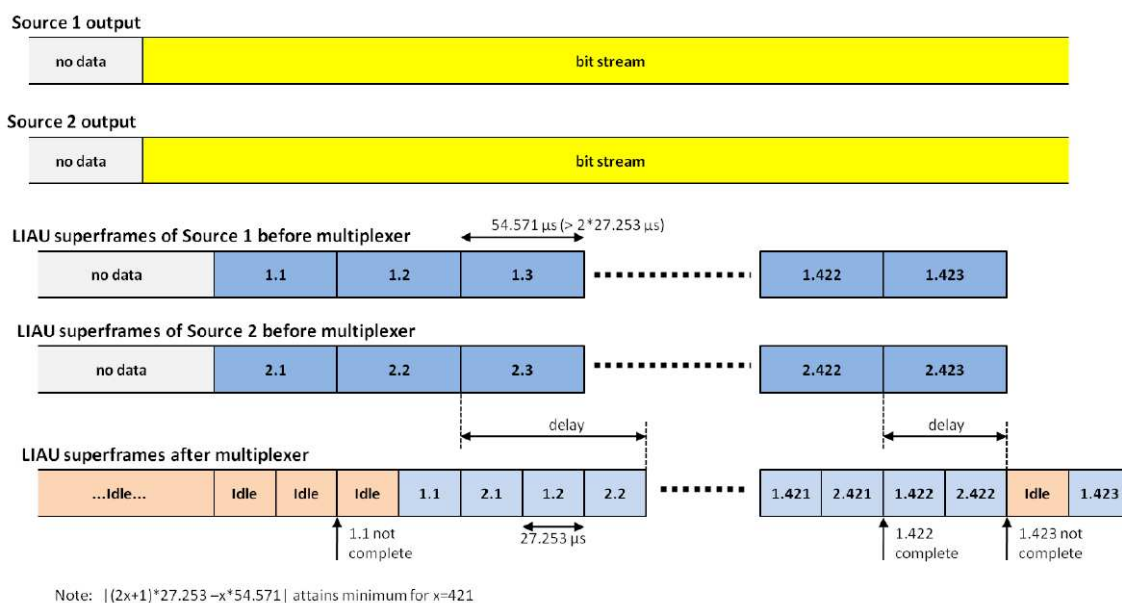 Source 1 output
no data bit stream
Source 2 output
no data bit stream
54.571 µs (> 2*27.253 µs)
LIAU superframes of Source 1 before multiplexer
no data 1.1 1.2 1.3 1.422 1.423
LIAU superframes of Source 2 before multiplexer
no data 2.1 2.2 2.3 2.422 2.423
delay delay
LIAU superframes after multiplexer
...Idle... Idle Idle Idle 1.1 2.1 1.2 2.2 1.421 2.421 1.422 2.422 Idle 1.423
1.1 not complete 27.253 µs 1.422 complete 1.423 not complete
Note: |(2x+1)*27.253 –x*54.571| attains minimum for x=421